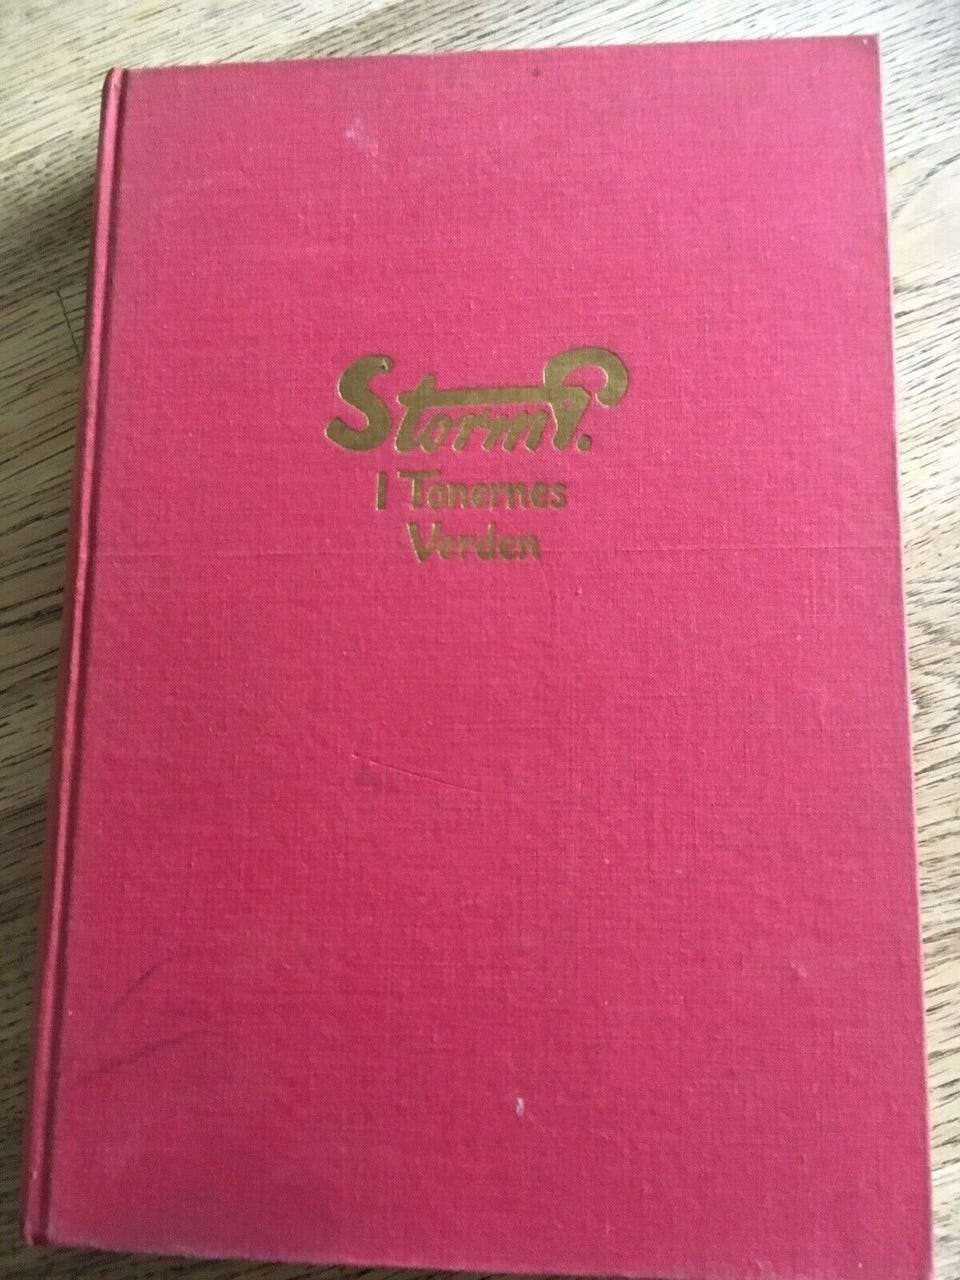 Storm P.
I Tonernes
Verden